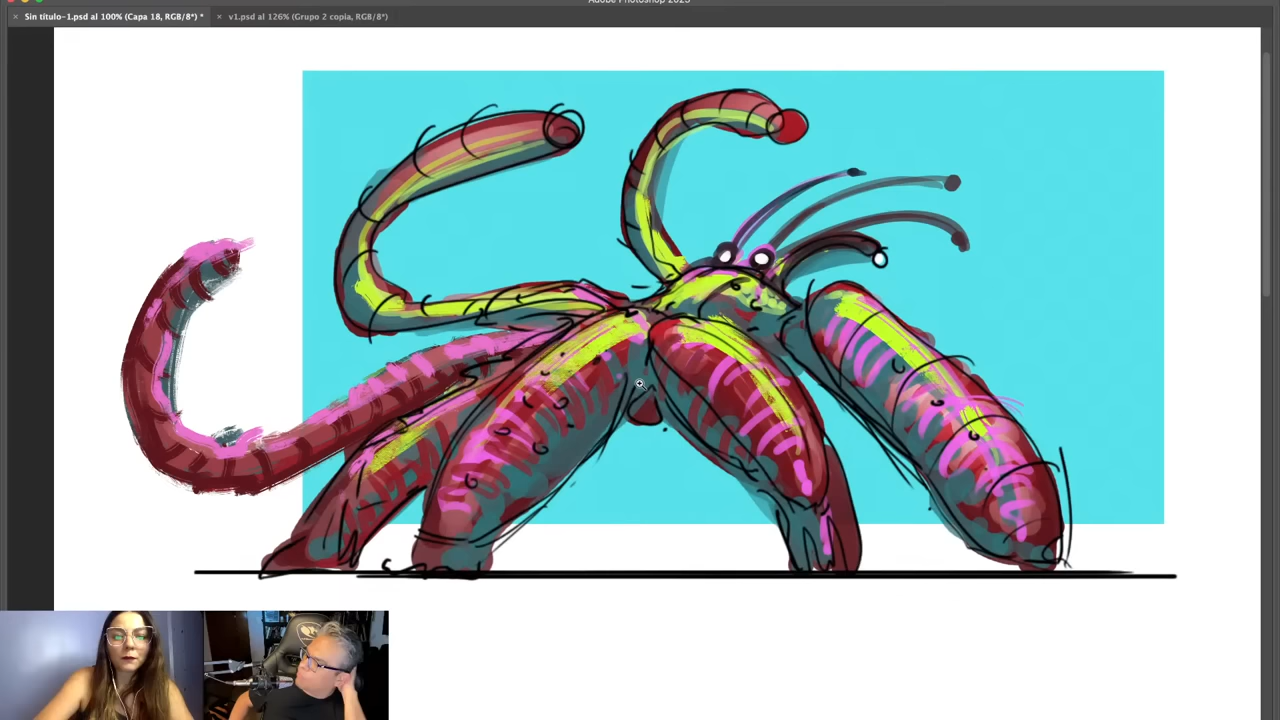 Adobe Photoshop 2023
× Sin título-1.psd al 100% (Capa 18, RGB/8*) *
× v1.psd al 126% (Grupo 2 copia, RGB/8*)